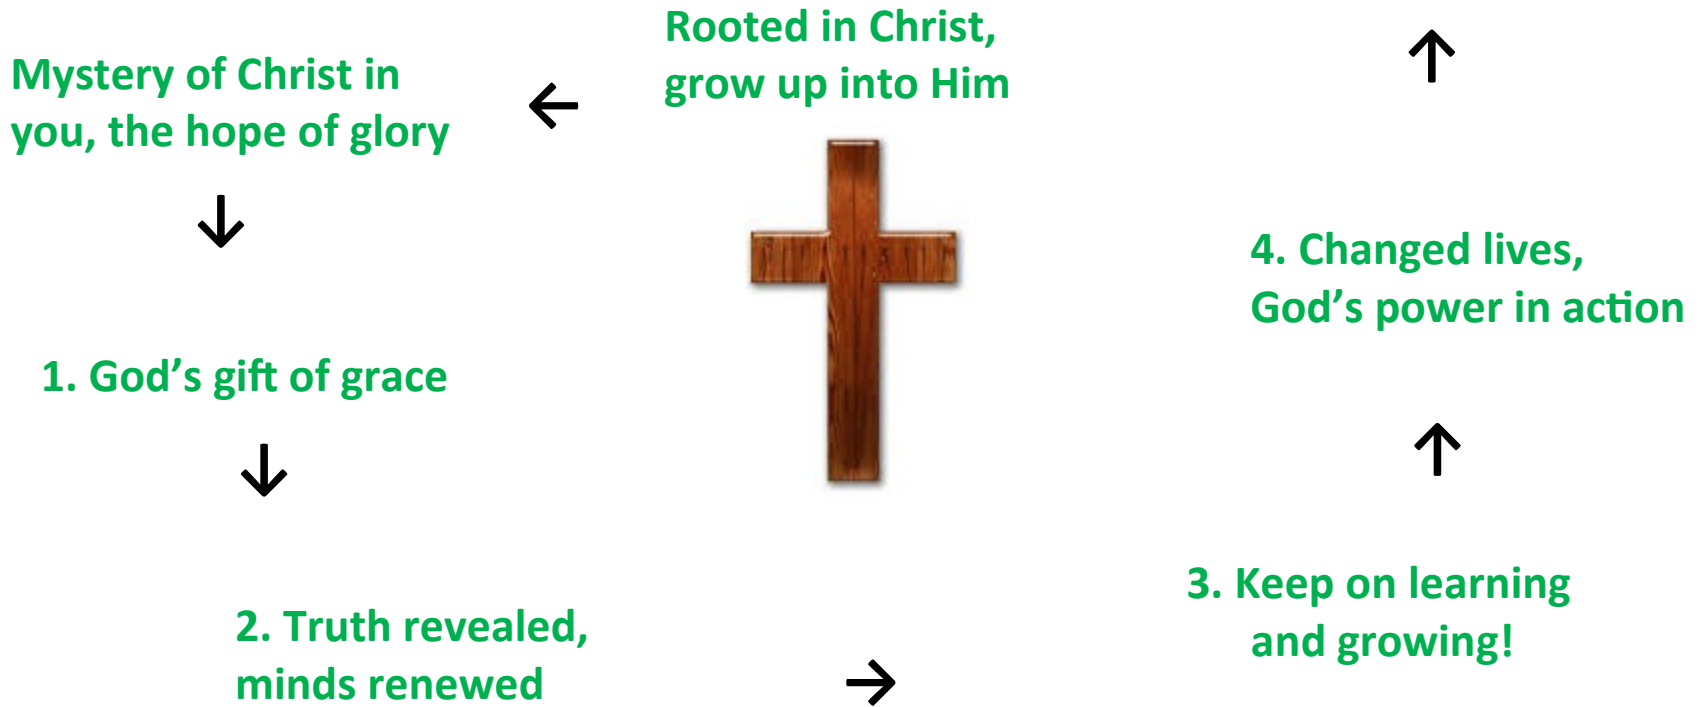 Rooted in Christ,
grow up into Him
Mystery of Christ in
you, the hope of glory
1. God’s gift of grace
2. Truth revealed,
minds renewed
3. Keep on learning
and growing!
4. Changed lives,
God’s power in action